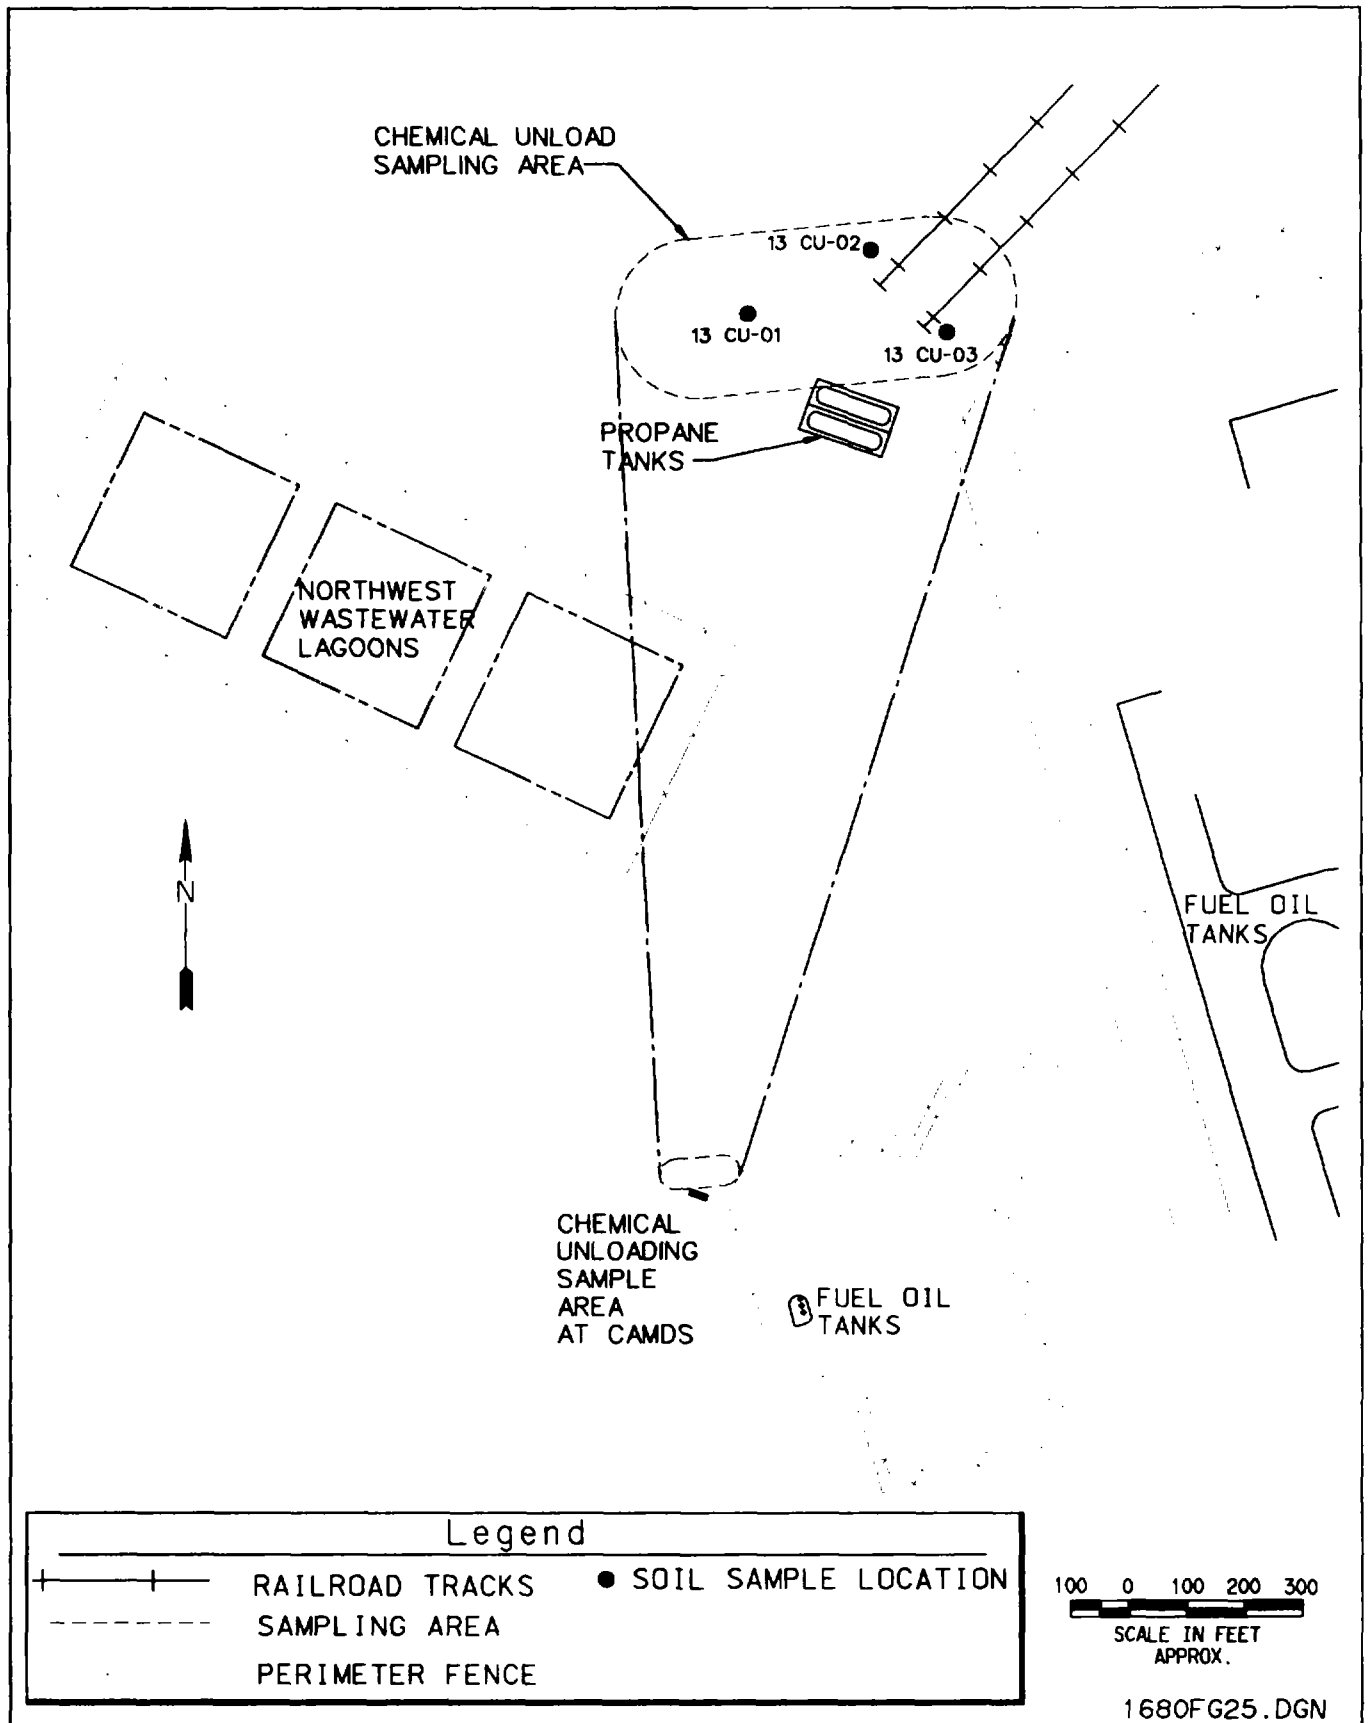 CHEMICAL UNLOAD
SAMPLING AREA
13 CU-02
13 CU-01
13 CU-03
PROPANE
TANKS
NORTHWEST
WASTEWATER
LAGOONS
N
FUEL OIL
TANKS
CHEMICAL
UNLOADING
SAMPLE
AREA
AT CAMDS
FUEL OIL
TANKS
Legend
RAILROAD TRACKS
SOIL SAMPLE LOCATION
SAMPLING AREA
PERIMETER FENCE
100 0 100 200 300
SCALE IN FEET
APPROX.
1680FG25.DGN